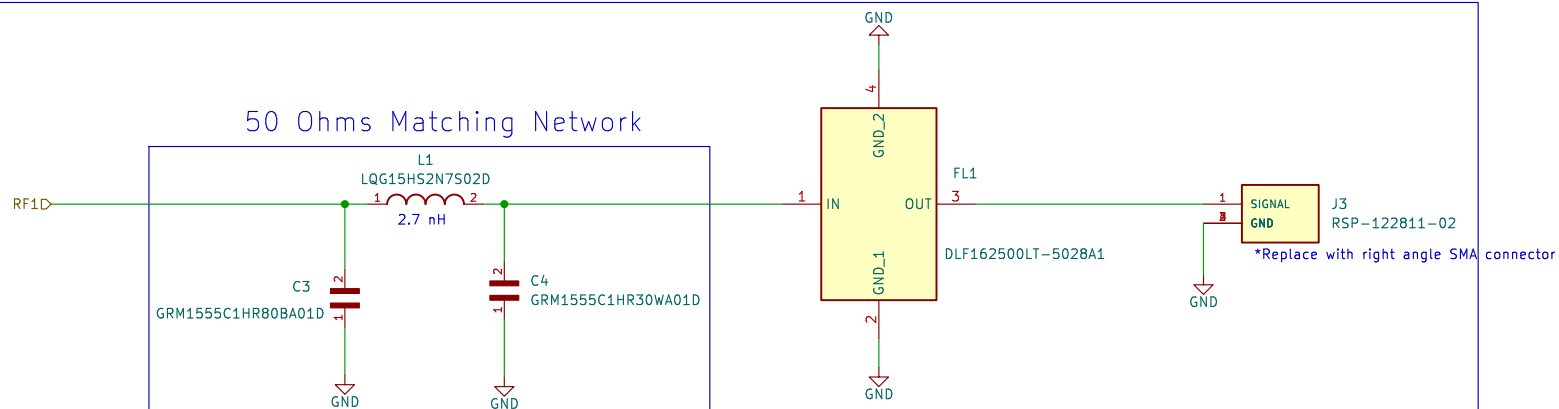 GND
4
GND_2
50 Ohms Matching Network
L1
LQG15HS2N7S02D
FL1
RF1
1
2
2.7 nH
1
IN
OUT
3
1
SIGNAL
GND
J3
RSP-122811-02
*Replace with right angle SMA connector
DLF162500LT-5028A1
GND_1
2
C3
GRM1555C1HR80BA01D
2
1
2
C4
GRM1555C1HR30WA01D
1
GND
2
GND
GND
GND